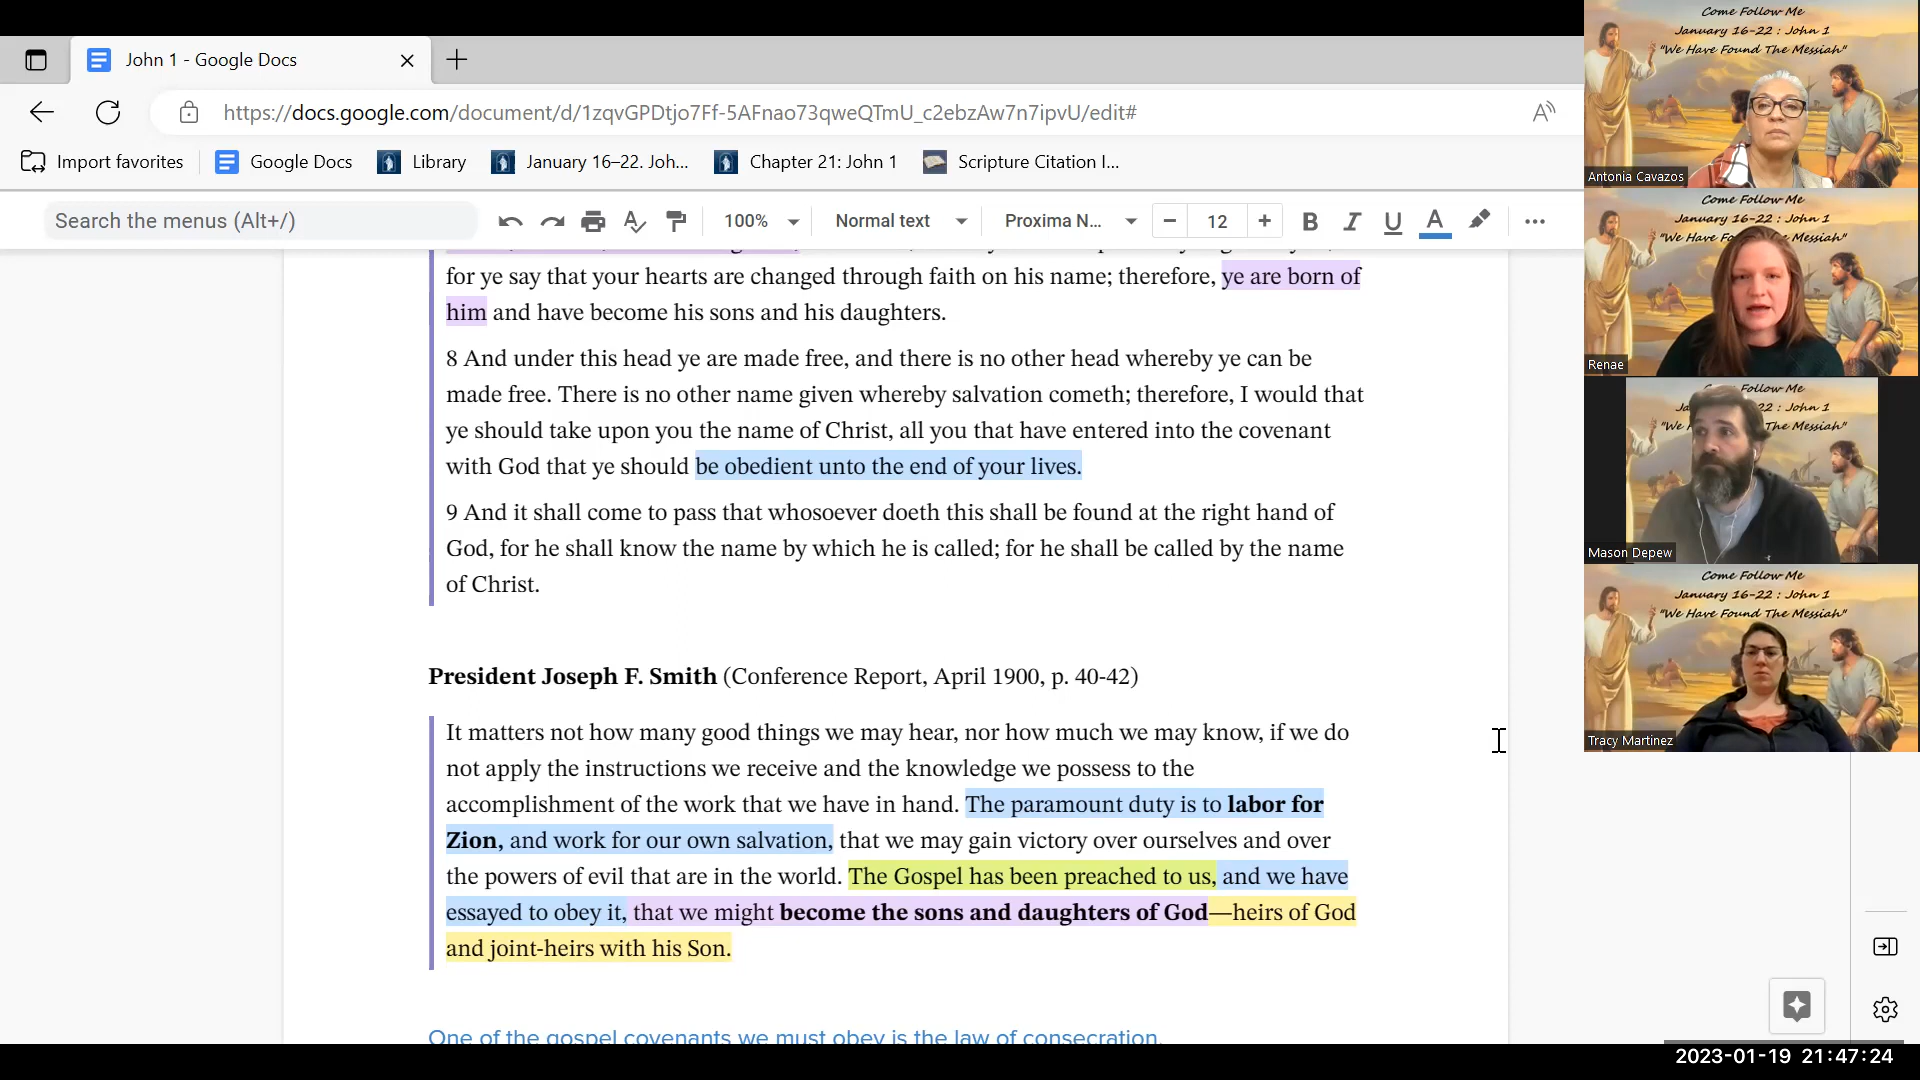 John 1 - Google Docs
https://docs.google.com/document/d/1zqvGPDtjo7Ff-5AFnao73qweQTmU_c2ebzAw7n7ipvU/edit#
Import favorites Google Docs Library January 16–22. Joh... Chapter 21: John 1 Scripture Citation I...
Search the menus (Alt+/) 100% Normal text Proxima N... 12 B I U A
for ye say that your hearts are changed through faith on his name; therefore, ye are born of
him and have become his sons and his daughters.
8 And under this head ye are made free, and there is no other head whereby ye can be
made free. There is no other name given whereby salvation cometh; therefore, I would that
ye should take upon you the name of Christ, all you that have entered into the covenant
with God that ye should be obedient unto the end of your lives.
9 And it shall come to pass that whosoever doeth this shall be found at the right hand of
God, for he shall know the name by which he is called; for he shall be called by the name
of Christ.
President Joseph F. Smith (Conference Report, April 1900, p. 40-42)
It matters not how many good things we may hear, nor how much we may know, if we do
not apply the instructions we receive and the knowledge we possess to the
accomplishment of the work that we have in hand. The paramount duty is to labor for
Zion, and work for our own salvation, that we may gain victory over ourselves and over
the powers of evil that are in the world. The Gospel has been preached to us, and we have
essayed to obey it, that we might become the sons and daughters of God—heirs of God
and joint-heirs with his Son.
One of the gospel covenants we must obey is the law of consecration.
Come Follow Me
January 16-22 : John 1
"We Have Found The Messiah"
Antonia Cavazos
Come Follow Me
January 16-22 : John 1
"We Have Fo Messiah"
Renae
Follow Me
Ja 22 : John 1
"We H The Messiah"
Mason Depew
Come Follow Me
January 16-22 : John 1
"We Have Found The Messiah"
Tracy Martinez
2023-01-19 21:47:24